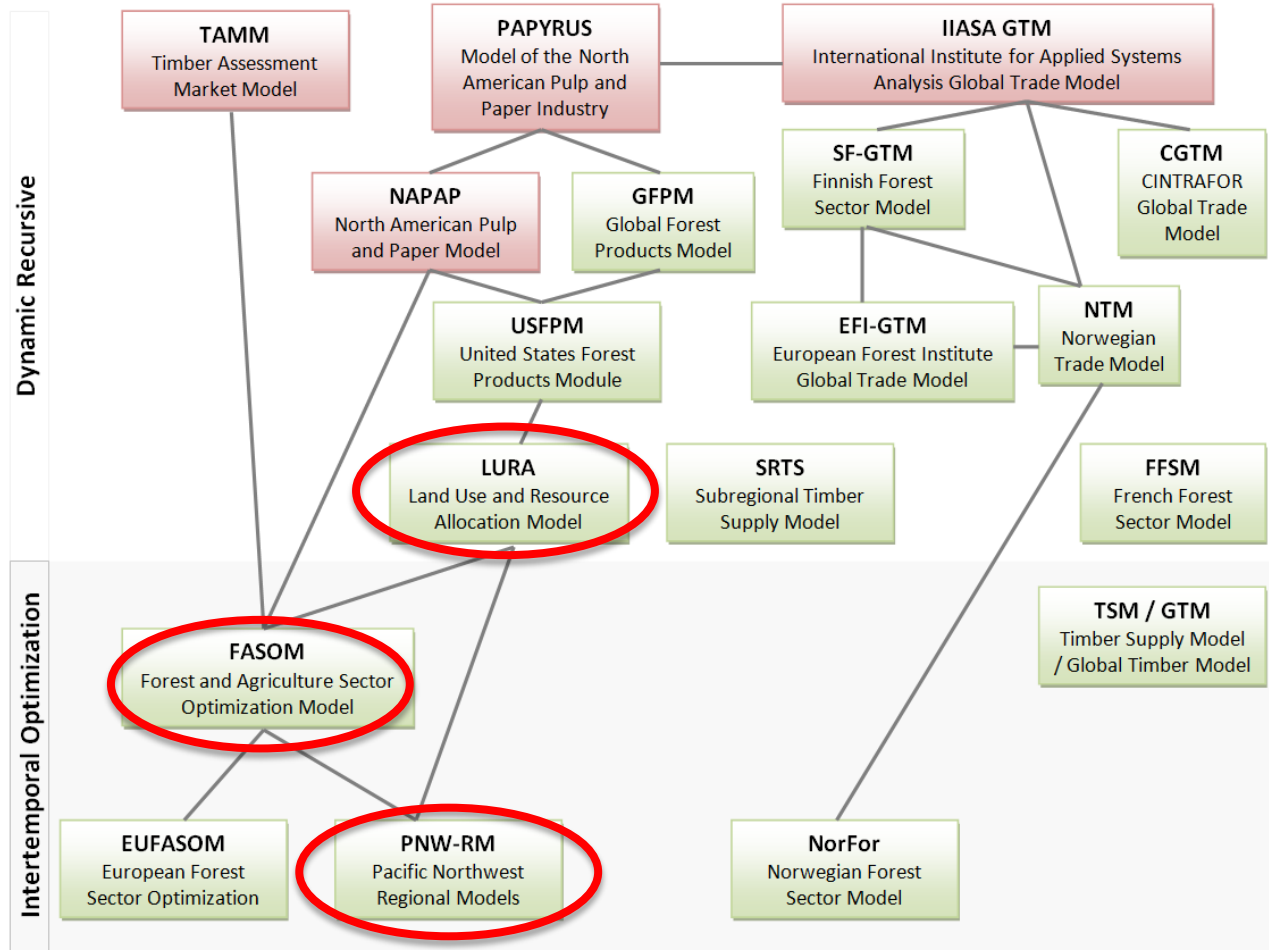 Dynamic Recursive
Intertemporal Optimization
TAMM
Timber Assessment
Market Model
PAPYRUS
Model of the North
American Pulp and
Paper Industry
IIASA GTM
International Institute for Applied Systems
Analysis Global Trade Model
SF-GTM
Finnish Forest
Sector Model
CGTM
CINTRAFOR
Global Trade
Model
NAPAP
North American Pulp
and Paper Model
GFPM
Global Forest
Products Model
USFPM
United States Forest
Products Module
EFI-GTM
European Forest Institute
Global Trade Model
NTM
Norwegian
Trade Model
LURA
Land Use and Resource
Allocation Model
SRTS
Subregional Timber
Supply Model
FFSM
French Forest
Sector Model
TSM / GTM
Timber Supply Model
/ Global Timber Model
FASOM
Forest and Agriculture Sector
Optimization Model
EUFASOM
European Forest
Sector Optimization
PNW-RM
Pacific Northwest
Regional Models
NorFor
Norwegian Forest
Sector Model